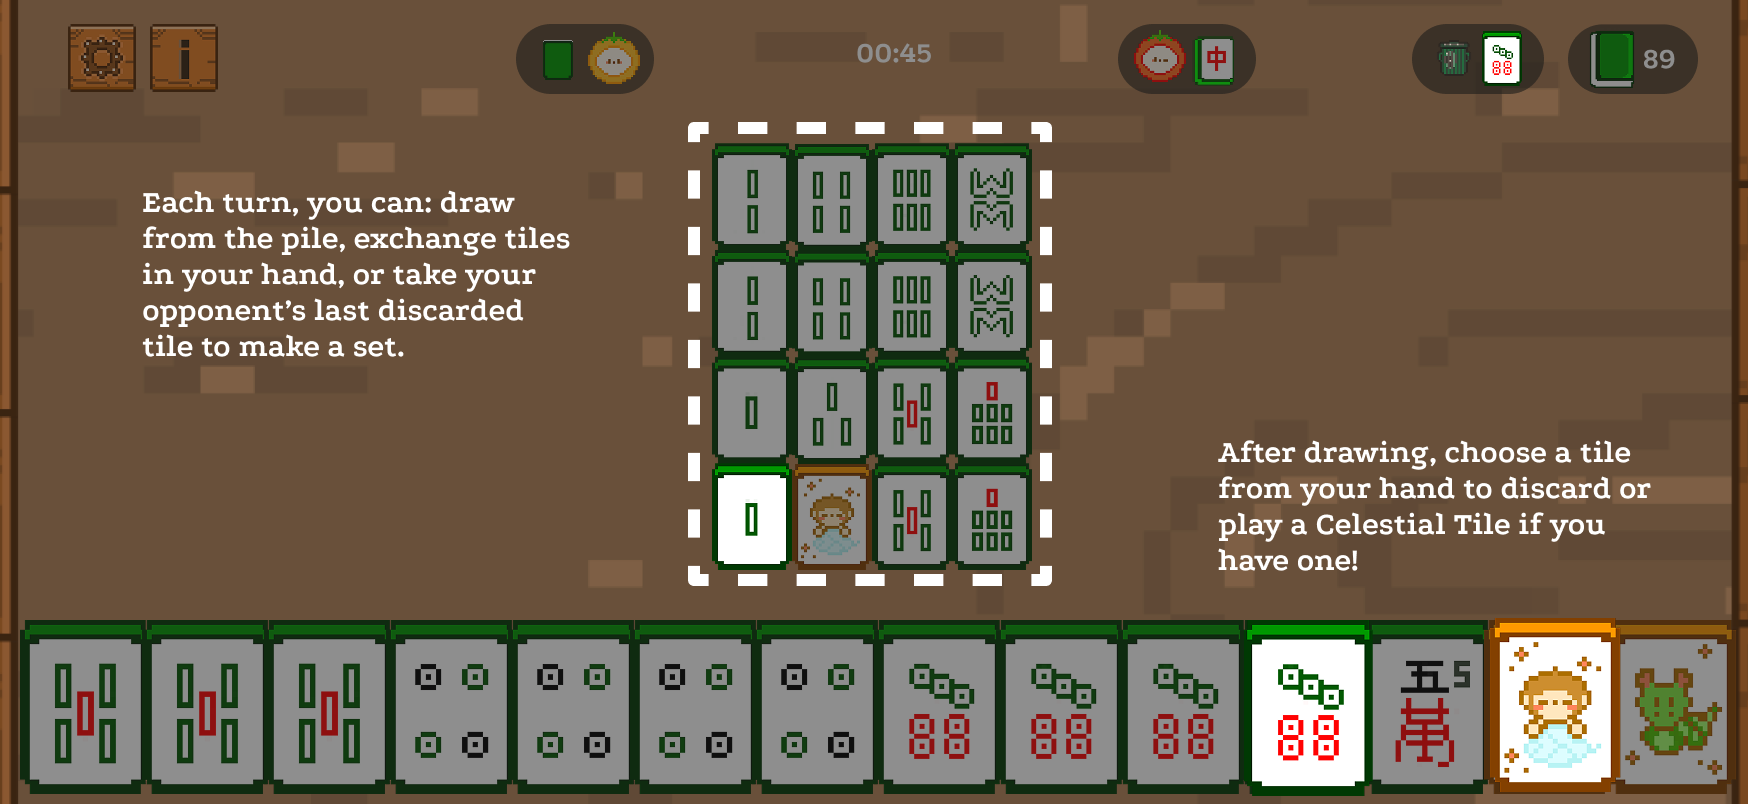 i
00:45
中
89
Each turn, you can: draw
from the pile, exchange tiles
in your hand, or take your
opponent’s last discarded
tile to make a set.
After drawing, choose a tile
from your hand to discard or
play a Celestial Tile if you
have one!
五 5
萬